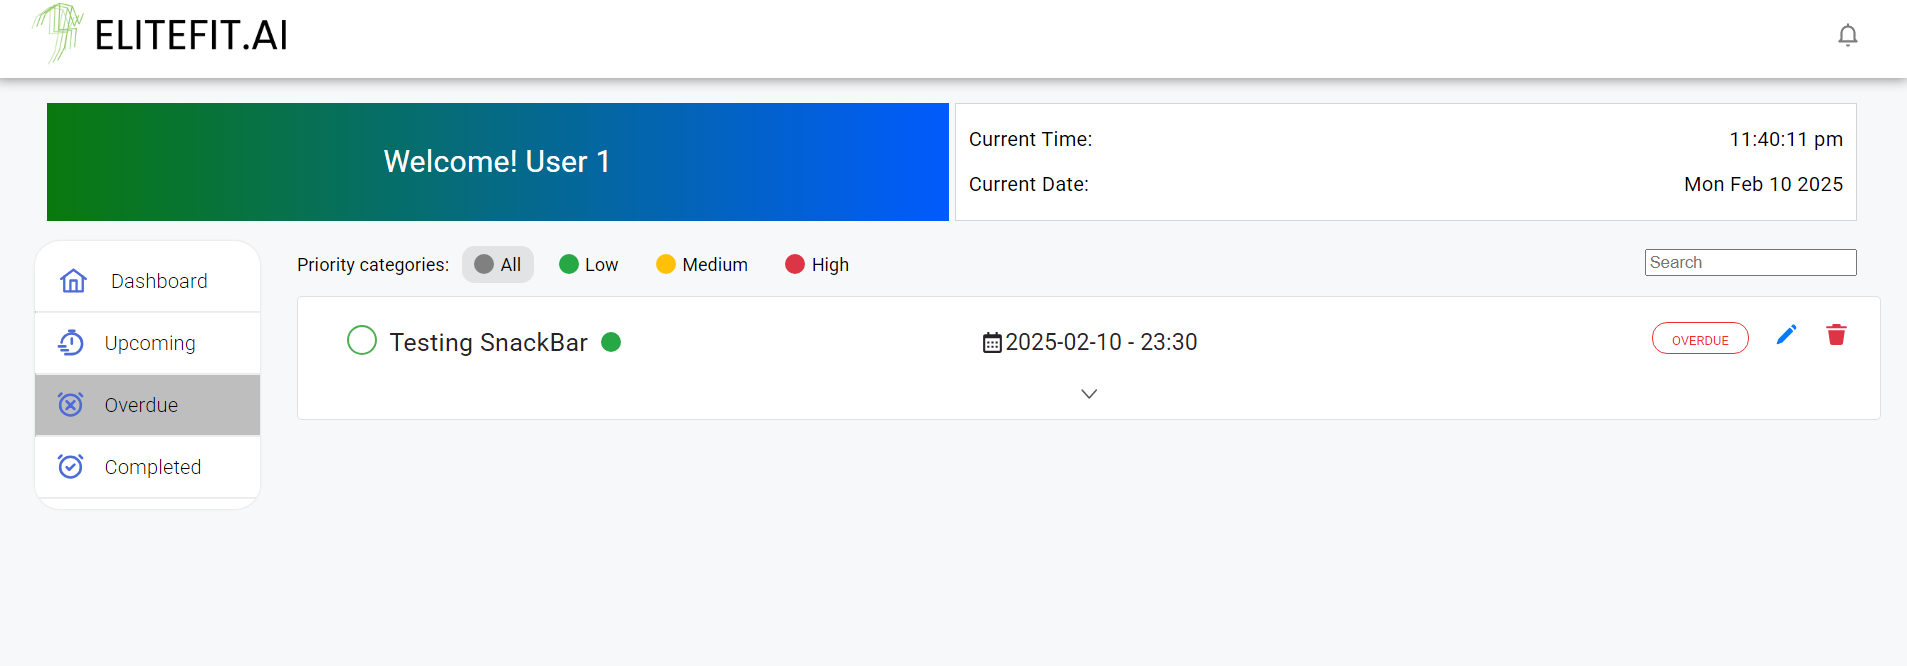 ELITEFIT.AI
Welcome! User 1
Current Time: 11:40:11 pm
Current Date: Mon Feb 10 2025
Dashboard
Upcoming
Overdue
Completed
Priority categories: All Low Medium High
Search
Testing SnackBar 2025-02-10 - 23:30 OVERDUE